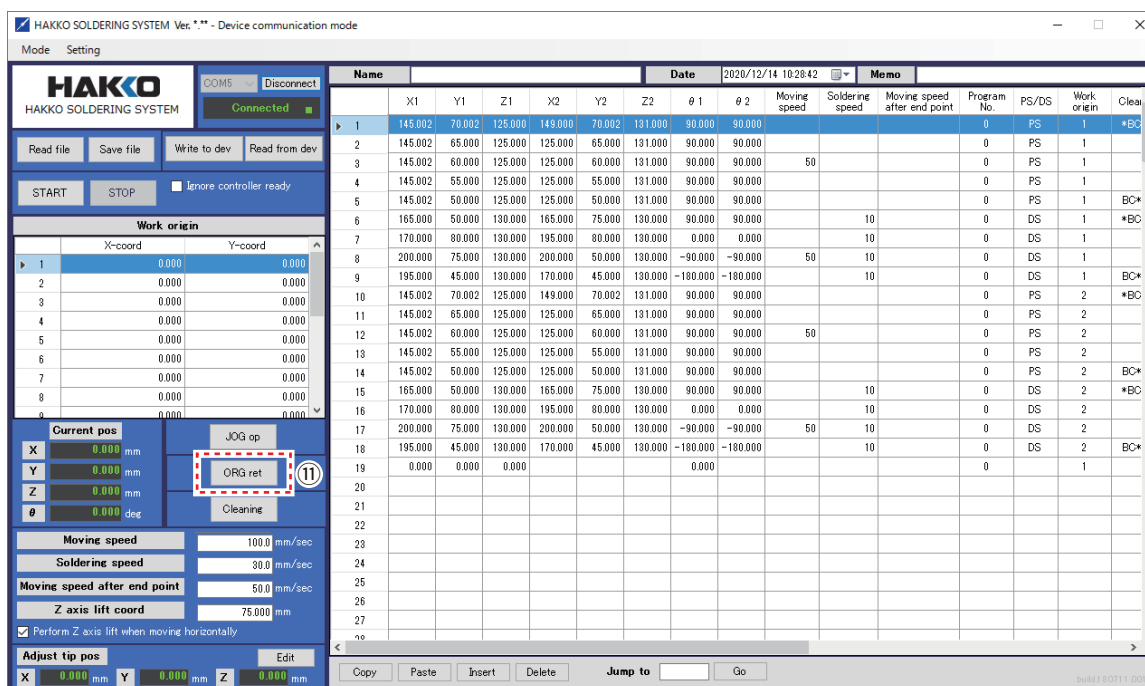 HAKKO SOLDERING SYSTEM Ver. *.** - Device communication mode
Mode Setting
HAKKO
HAKKO SOLDERING SYSTEM
COM5 Disconnect
Connected
Read file Save file Write to dev Read from dev
START STOP Ignore controller ready
Work origin
X-coord Y-coord
1 0.000 0.000
2 0.000 0.000
3 0.000 0.000
4 0.000 0.000
5 0.000 0.000
6 0.000 0.000
7 0.000 0.000
8 0.000 0.000
9 0.000 0.000
Current pos
X 0.000 mm
Y 0.000 mm
Z 0.000 mm
θ 0.000 deg
JOG op
ORG ret ⑪
Cleaning
Moving speed 100.0 mm/sec
Soldering speed 30.0 mm/sec
Moving speed after end point 50.0 mm/sec
Z axis lift coord 75.000 mm
Perform Z axis lift when moving horizontally
Adjust tip pos Edit
X 0.000 mm Y 0.000 mm Z 0.000 mm
Name Date 2020/12/14 10:28:42 Memo
X1 Y1 Z1 X2 Y2 Z2 θ1 θ2 Moving speed Soldering speed Moving speed after end point Program No. PS/DS Work origin Clea
1 145.002 70.002 125.000 149.000 70.002 131.000 90.000 90.000 0 PS 1 *BC
2 145.002 65.000 125.000 125.000 65.000 131.000 90.000 90.000 0 PS 1
3 145.002 60.000 125.000 125.000 60.000 131.000 90.000 90.000 50 0 PS 1
4 145.002 55.000 125.000 125.000 55.000 131.000 90.000 90.000 0 PS 1
5 145.002 50.000 125.000 125.000 50.000 131.000 90.000 90.000 0 PS 1 BC*
6 165.000 50.000 130.000 165.000 75.000 130.000 90.000 90.000 10 0 DS 1 *BC
7 170.000 80.000 130.000 195.000 80.000 130.000 0.000 0.000 10 0 DS 1
8 200.000 75.000 130.000 200.000 50.000 130.000 -90.000 -90.000 50 10 0 DS 1
9 195.000 45.000 130.000 170.000 45.000 130.000 -180.000 -180.000 10 0 DS 1 BC*
10 145.002 70.002 125.000 149.000 70.002 131.000 90.000 90.000 0 PS 2 *BC
11 145.002 65.000 125.000 125.000 65.000 131.000 90.000 90.000 0 PS 2
12 145.002 60.000 125.000 125.000 60.000 131.000 90.000 90.000 50 0 PS 2
13 145.002 55.000 125.000 125.000 55.000 131.000 90.000 90.000 0 PS 2
14 145.002 50.000 125.000 125.000 50.000 131.000 90.000 90.000 0 PS 2 BC*
15 165.000 50.000 130.000 165.000 75.000 130.000 90.000 90.000 10 0 DS 2 *BC
16 170.000 80.000 130.000 195.000 80.000 130.000 0.000 0.000 10 0 DS 2
17 200.000 75.000 130.000 200.000 50.000 130.000 -90.000 -90.000 50 10 0 DS 2
18 195.000 45.000 130.000 170.000 45.000 130.000 -180.000 -180.000 10 0 DS 2 BC*
19 0.000 0.000 0.000 0.000 0 1
20
21
22
23
24
25
26
27
28
Copy Paste Insert Delete Jump to Go